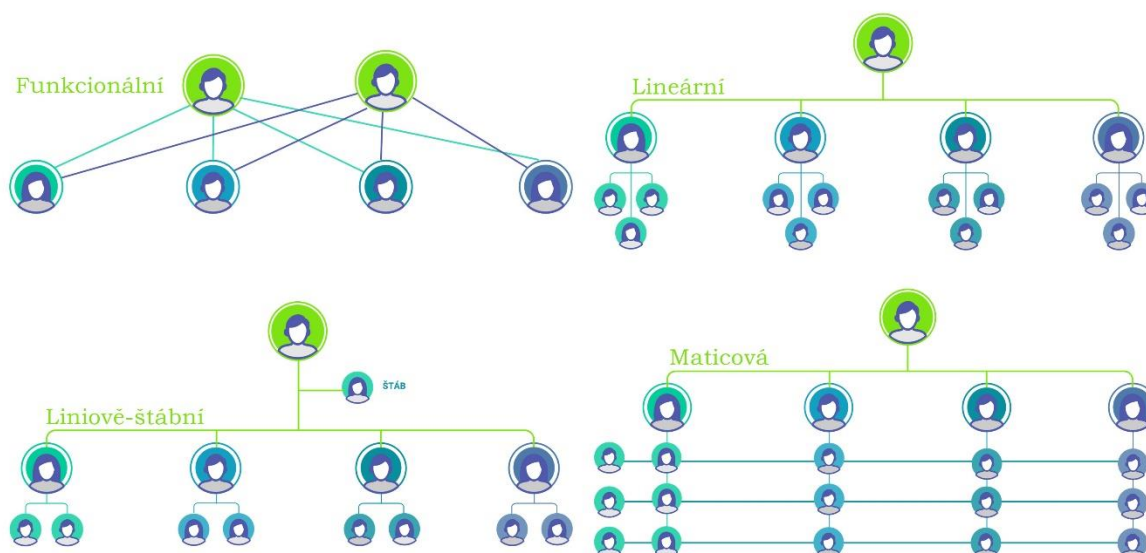 Funkcionální
Lineární
ŠTÁB
Liniově-štábní
Maticová